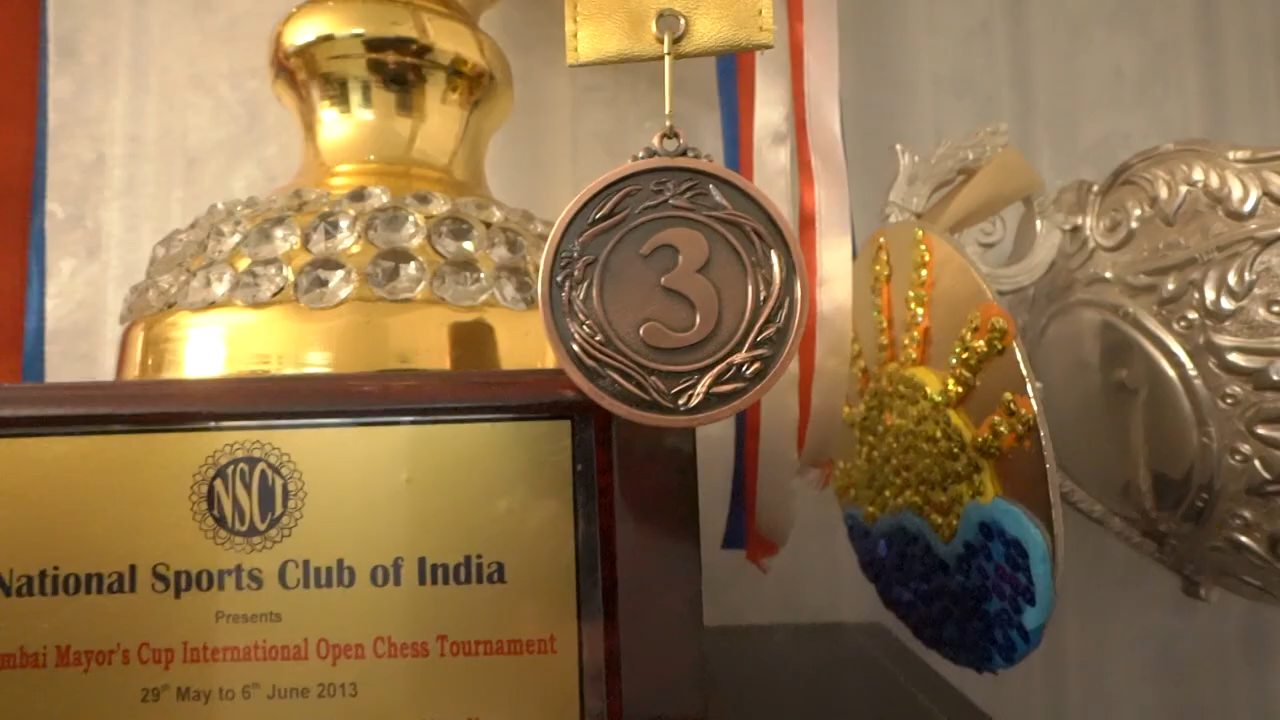 3
NSCI
National Sports Club of India
Presents
Mayor's Cup International Open Chess Tournament
29th May to 6th June 2013